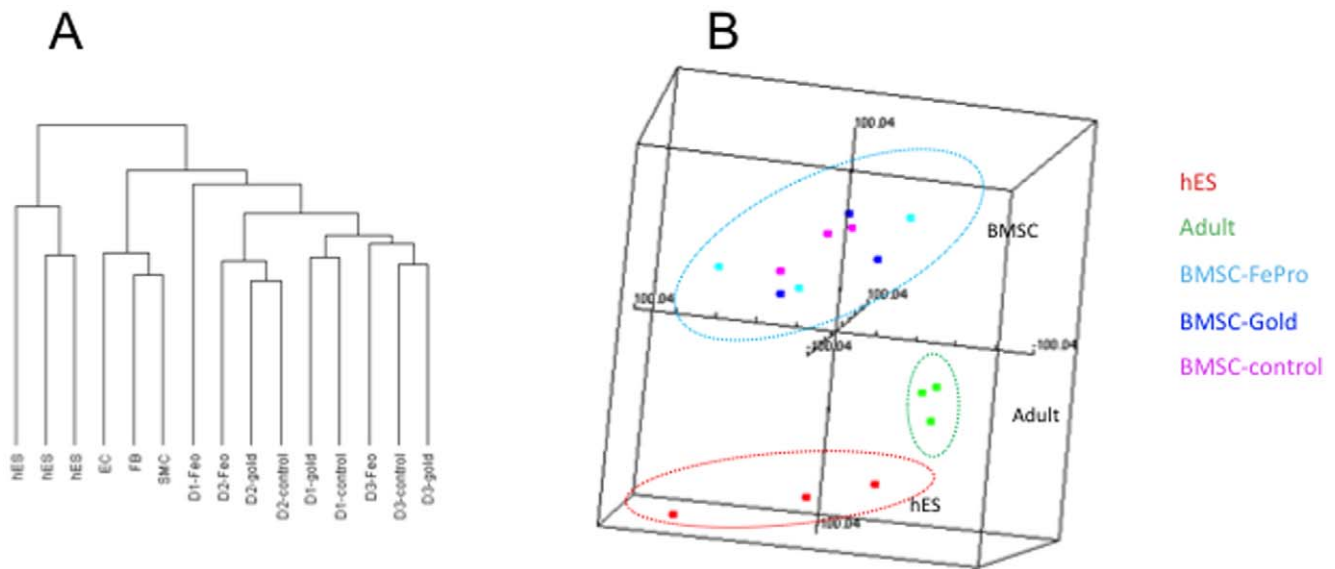 A
B
100.04
BMSC
100.04
100.04
-100.04
-100.04
Adult
hES
-100.04
hES
Adult
BMSC-FePro
BMSC-Gold
BMSC-control
hES
hES
hES
EC
FB
SMC
D1-Feo
D2-Feo
D2-gold
D2-control
D1-gold
D1-control
D3-Feo
D3-control
D3-gold